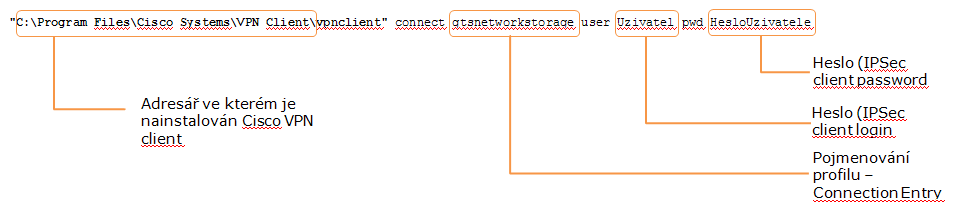 "C:\Program Files\Cisco Systems\VPN Client\vpnclient" connect gtsnetworkstorage user Uzivatel pwd HesloUzivatele
Heslo (IPSec
client password
Adresář ve kterém je
nainstalován Cisco VPN
client
Heslo (IPSec
client login
Pojmenování
profilu –
Connection Entry